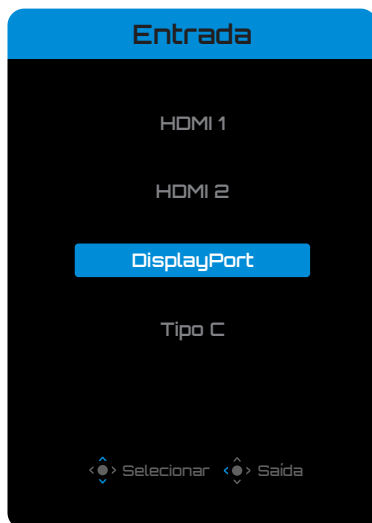 Entrada
HDMI 1
HDMI 2
DisplayPort
Tipo C
Selecionar Saída